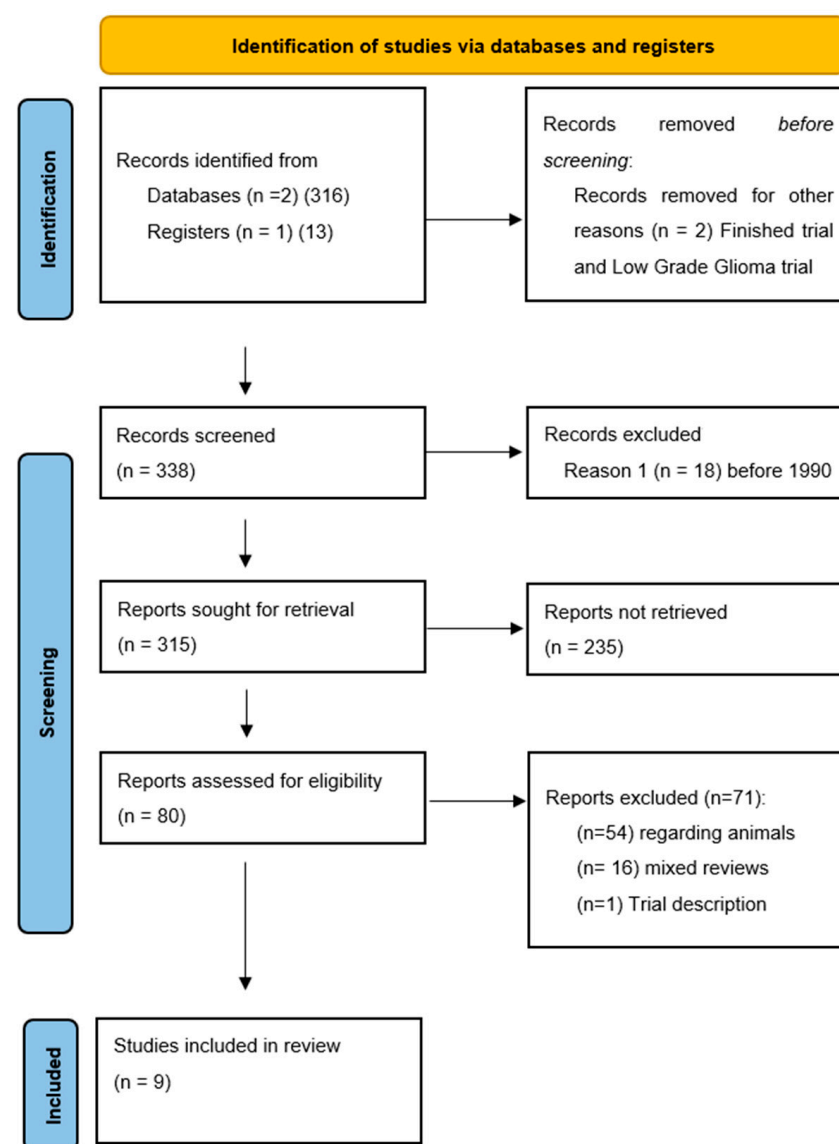 Identification of studies via databases and registers
Identification
Records identified from
Databases (n =2) (316)
Registers (n = 1) (13)
Records removed before
screening:
Records removed for other
reasons (n = 2) Finished trial
and Low Grade Glioma trial
Screening
Records screened
(n = 338)
Records excluded
Reason 1 (n = 18) before 1990
Reports sought for retrieval
(n = 315)
Reports not retrieved
(n = 235)
Reports assessed for eligibility
(n = 80)
Reports excluded (n=71):
(n=54) regarding animals
(n= 16) mixed reviews
(n=1) Trial description
Included
Studies included in review
(n = 9)